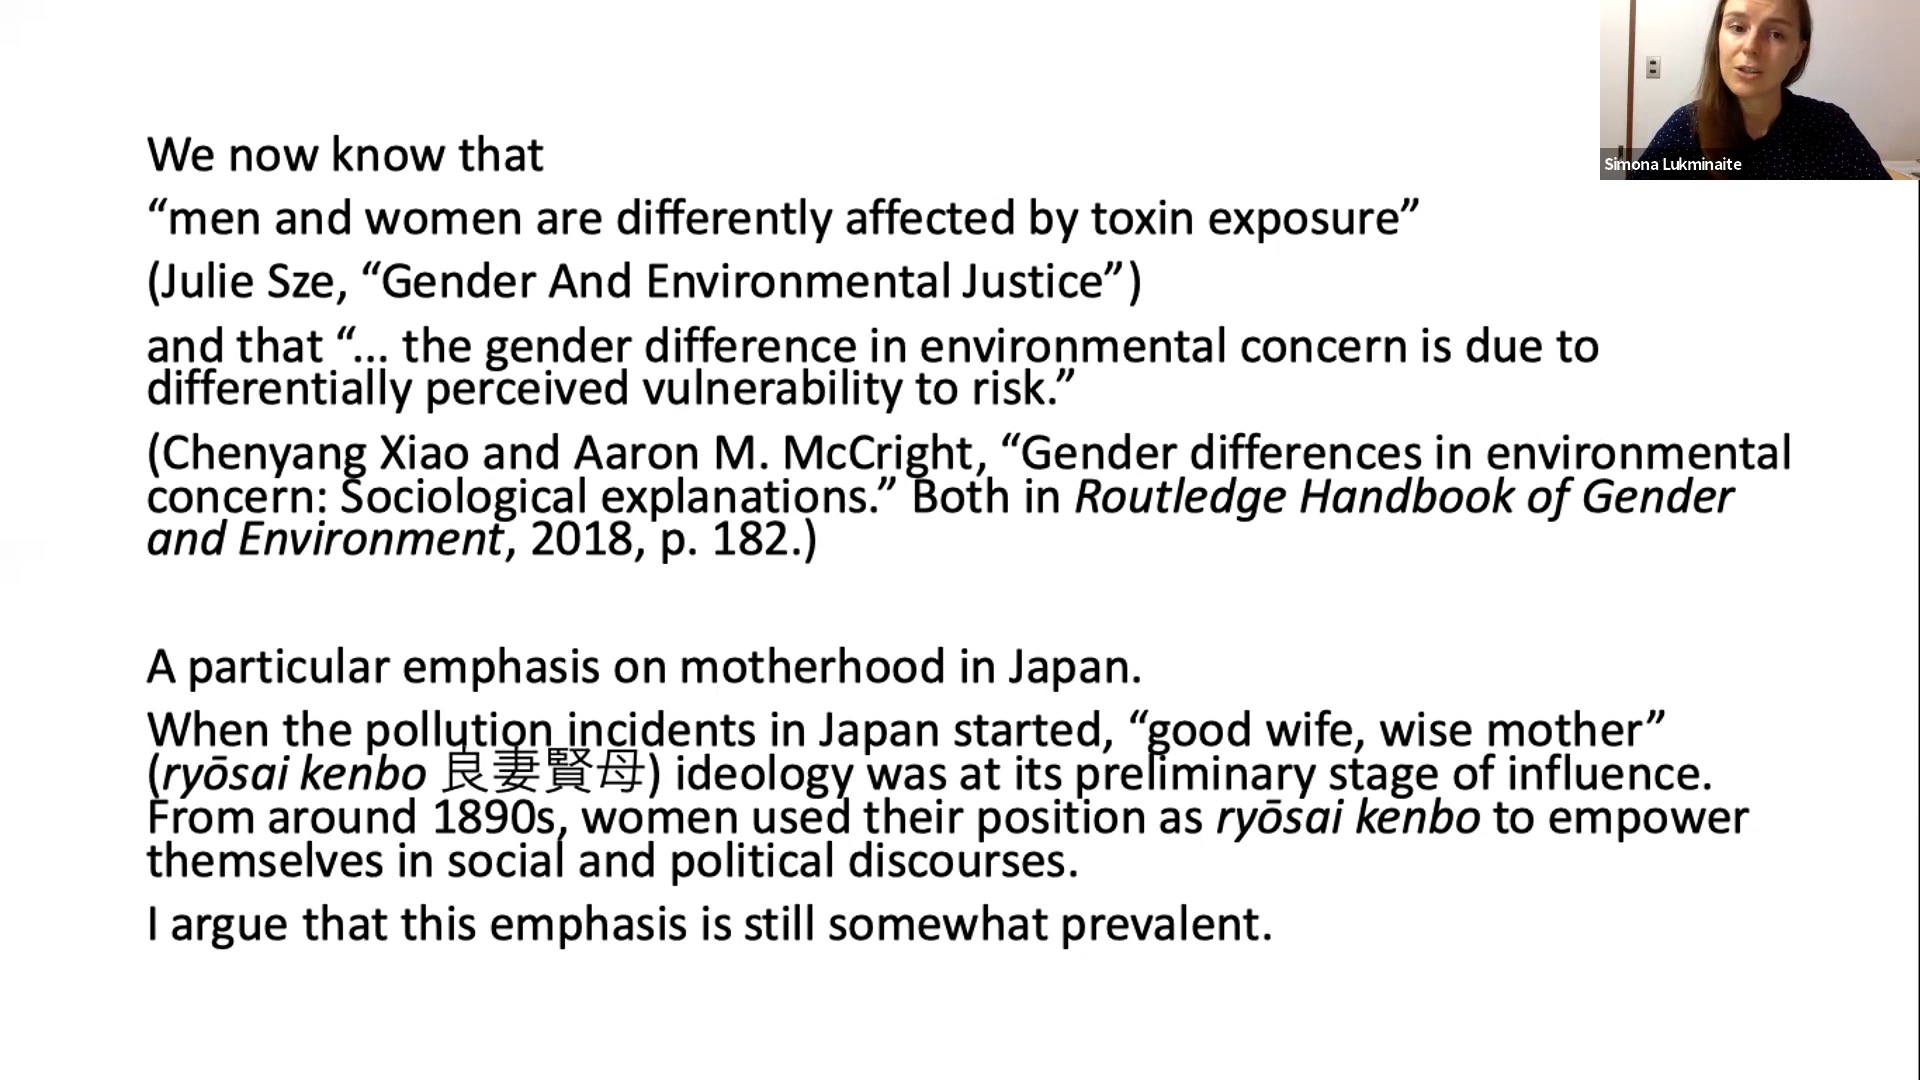 We now know that
“men and women are differently affected by toxin exposure”
(Julie Sze, “Gender And Environmental Justice”)
and that “... the gender difference in environmental concern is due to
differentially perceived vulnerability to risk.”
(Chenyang Xiao and Aaron M. McCright, “Gender differences in environmental
concern: Sociological explanations.” Both in Routledge Handbook of Gender
and Environment, 2018, p. 182.)
A particular emphasis on motherhood in Japan.
When the pollution incidents in Japan started, “good wife, wise mother”
(ryōsai kenbo 良妻賢母) ideology was at its preliminary stage of influence.
From around 1890s, women used their position as ryōsai kenbo to empower
themselves in social and political discourses.
I argue that this emphasis is still somewhat prevalent.
Simona Lukminaite